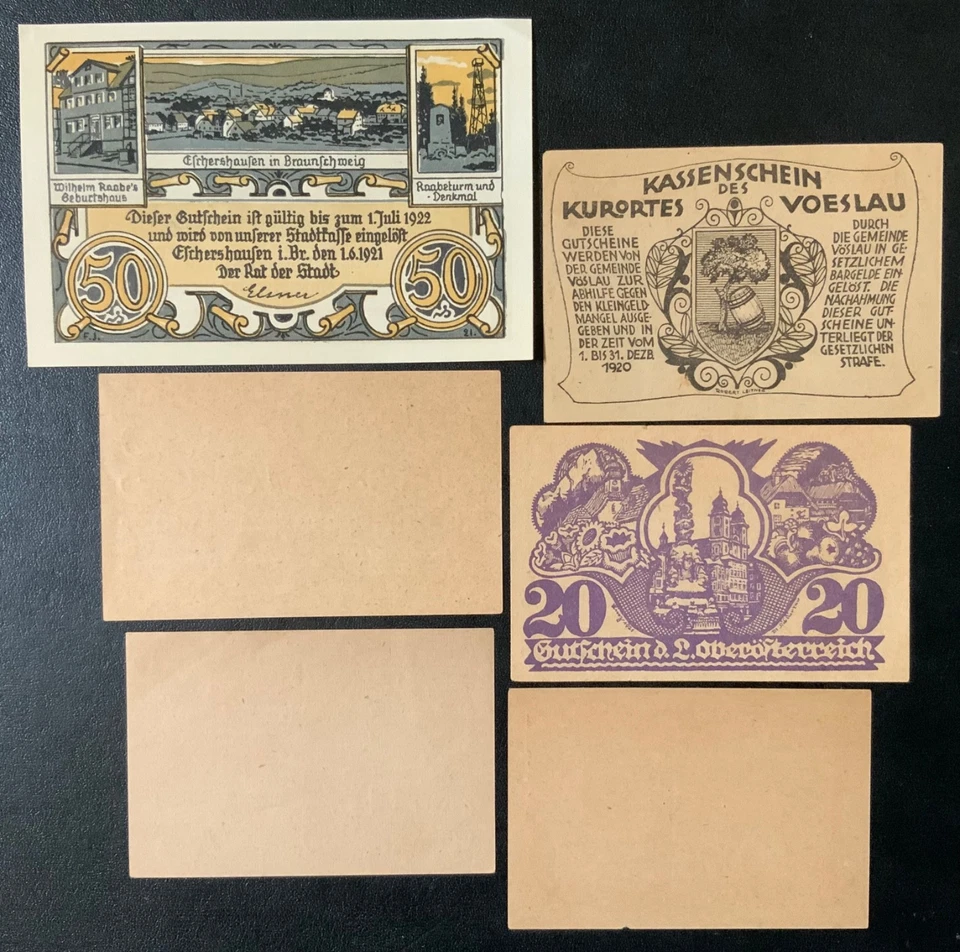 Eschershausen in Braunschweig
Wilhelm Raabe's
Geburtshaus
Raabeturm und
-Denkmal
Dieser Gutschein ist gültig bis zum 1. Juli 1922
und wird von unserer Stadtkasse eingelöst
Eschershausen i. Br. den 1.6.1921
Der Rat der Stadt
Elsner
50
50
F.J.
21.
KASSENSCHEIN
DES
KURORTES VOESLAU
DIESE
GUTSCHEINE
WERDEN VON
DER GEMEINDE
VÖSLAU ZUR
ABHILFE GEGEN
DEN KLEINGELD
MANGEL AUSGE-
GEBEN UND IN
DER ZEIT VOM
1. BIS 31. DEZB.
1920
DURCH
DIE GEMEINDE
VÖSLAU IN GE-
SETZLICHEM
BARGELDE EIN-
GELÖST. DIE
NACHAHMUNG
DIESER GUT-
SCHEINE UN-
TERLIEGT DER
GESETZLICHEN
STRAFE.
20
20
Gutschein d. L. Oberösterreich